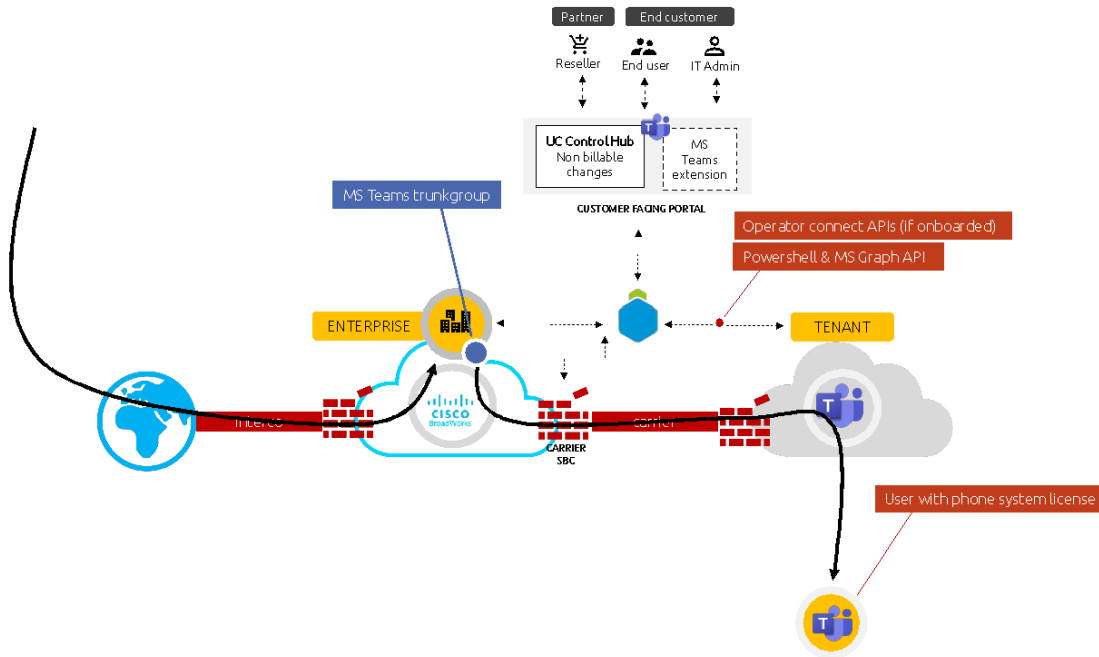 Partner
End customer
Reseller
End user
IT Admin
UC Control Hub
Non billable
changes
T
MS
Teams
extension
CUSTOMER FACING PORTAL
MS Teams trunkgroup
Operator connect APIs (if onboarded)
Powershell & MS Graph API
ENTERPRISE
TENANT
CISCO
BroadWorks
interco
carrier
T
CARRIER
SBC
User with phone system license
T